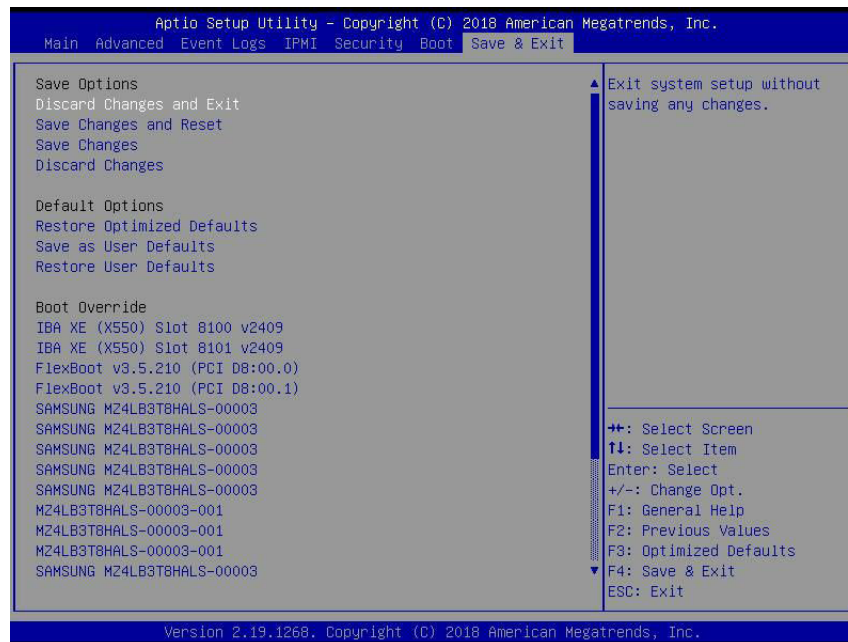 Aptio Setup Utility – Copyright (C) 2018 American Megatrends, Inc.
Main Advanced Event Logs IPMI Security Boot Save & Exit
Save Options
Discard Changes and Exit
Save Changes and Reset
Save Changes
Discard Changes
Default Options
Restore Optimized Defaults
Save as User Defaults
Restore User Defaults
Boot Override
IBA XE (X550) Slot 8100 v2409
IBA XE (X550) Slot 8101 v2409
FlexBoot v3.5.210 (PCI D8:00.0)
FlexBoot v3.5.210 (PCI D8:00.1)
SAMSUNG MZ4LB3T8HALS-00003
SAMSUNG MZ4LB3T8HALS-00003
SAMSUNG MZ4LB3T8HALS-00003
SAMSUNG MZ4LB3T8HALS-00003
SAMSUNG MZ4LB3T8HALS-00003
MZ4LB3T8HALS-00003-001
MZ4LB3T8HALS-00003-001
MZ4LB3T8HALS-00003-001
SAMSUNG MZ4LB3T8HALS-00003
Exit system setup without
saving any changes.
→←: Select Screen
↑↓: Select Item
Enter: Select
+/-: Change Opt.
F1: General Help
F2: Previous Values
F3: Optimized Defaults
F4: Save & Exit
ESC: Exit
Version 2.19.1268. Copyright (C) 2018 American Megatrends, Inc.